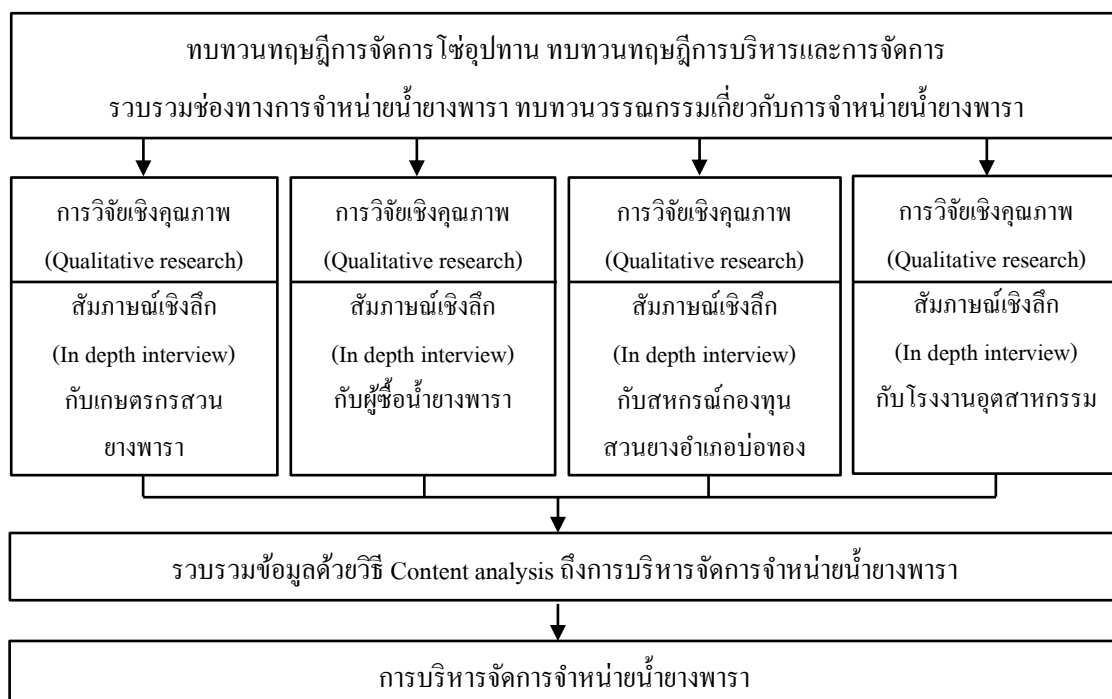 ทบทวนทฤษฎีการจัดการโซ่อุปทาน ทบทวนทฤษฎีการบริหารและการจัดการ
รวบรวมช่องทางการจำหน่ายน้ำยางพารา ทบทวนวรรณกรรมเกี่ยวกับการจำหน่ายน้ำยางพารา
การวิจัยเชิงคุณภาพ
(Qualitative research)
สัมภาษณ์เชิงลึก
(In depth interview)
กับเกษตรกรสวน
ยางพารา
การวิจัยเชิงคุณภาพ
(Qualitative research)
สัมภาษณ์เชิงลึก
(In depth interview)
กับผู้ซื้อน้ำยางพารา
การวิจัยเชิงคุณภาพ
(Qualitative research)
สัมภาษณ์เชิงลึก
(In depth interview)
กับสหกรณ์กองทุน
สวนยางอำเภอบ่อทอง
การวิจัยเชิงคุณภาพ
(Qualitative research)
สัมภาษณ์เชิงลึก
(In depth interview)
กับโรงงานอุตสาหกรรม
รวบรวมข้อมูลด้วยวิธี Content analysis ถึงการบริหารจัดการจำหน่ายน้ำยางพารา
การบริหารจัดการจำหน่ายน้ำยางพารา